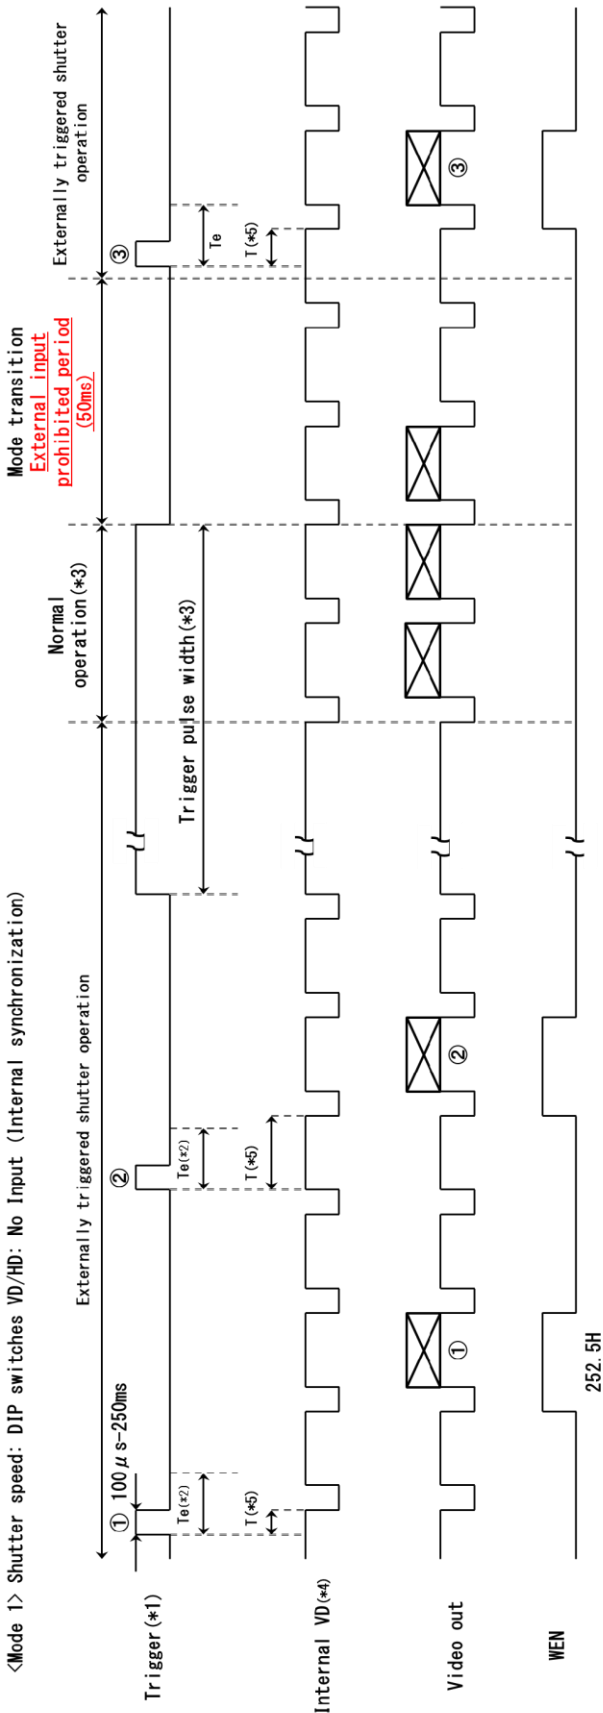 <Mode 1> Shutter speed: DIP switches VD/HD: No Input (Internal synchronization)
Externally triggered shutter operation
Normal
operation(*3)
Mode transition
External input
prohibited period
(50ms)
Externally triggered shutter
operation
① 100μs-250ms
②
③
Trigger(*1)
Te(*2)
Te(*2)
Trigger pulse width(*3)
Te
T(*5)
T(*5)
T(*5)
Internal VD(*4)
Video out
①
②
③
WEN
252.5H